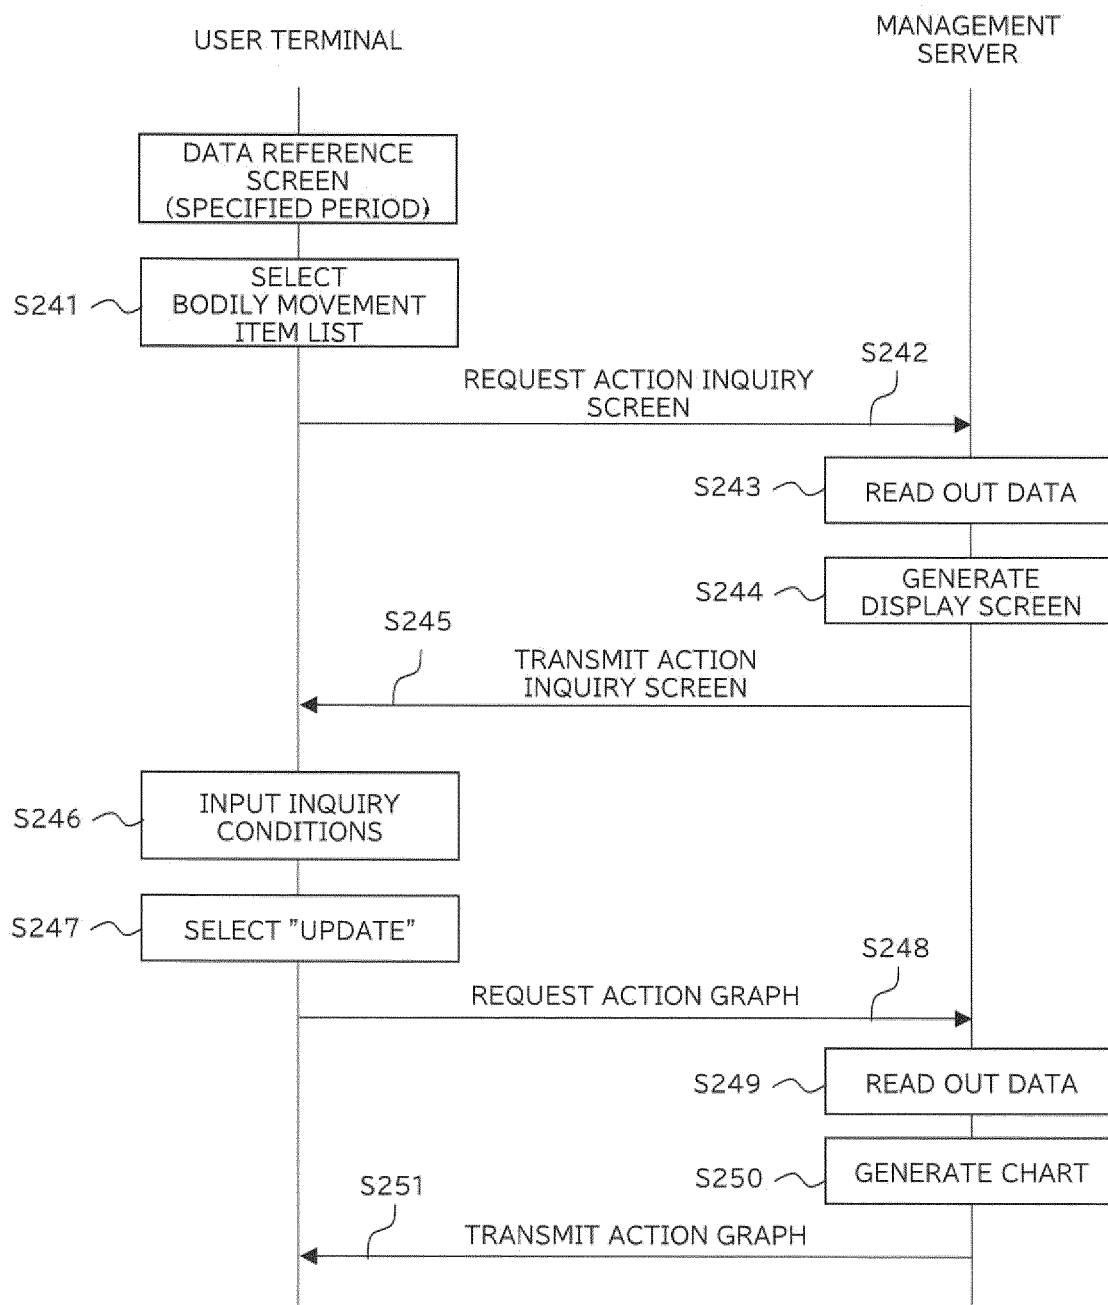 USER TERMINAL
MANAGEMENT
SERVER
DATA REFERENCE
SCREEN
(SPECIFIED PERIOD)
S241
SELECT
BODILY MOVEMENT
ITEM LIST
S242
REQUEST ACTION INQUIRY
SCREEN
S243
READ OUT DATA
S244
GENERATE
DISPLAY SCREEN
S245
TRANSMIT ACTION
INQUIRY SCREEN
S246
INPUT INQUIRY
CONDITIONS
S247
SELECT "UPDATE"
S248
REQUEST ACTION GRAPH
S249
READ OUT DATA
S250
GENERATE CHART
S251
TRANSMIT ACTION GRAPH